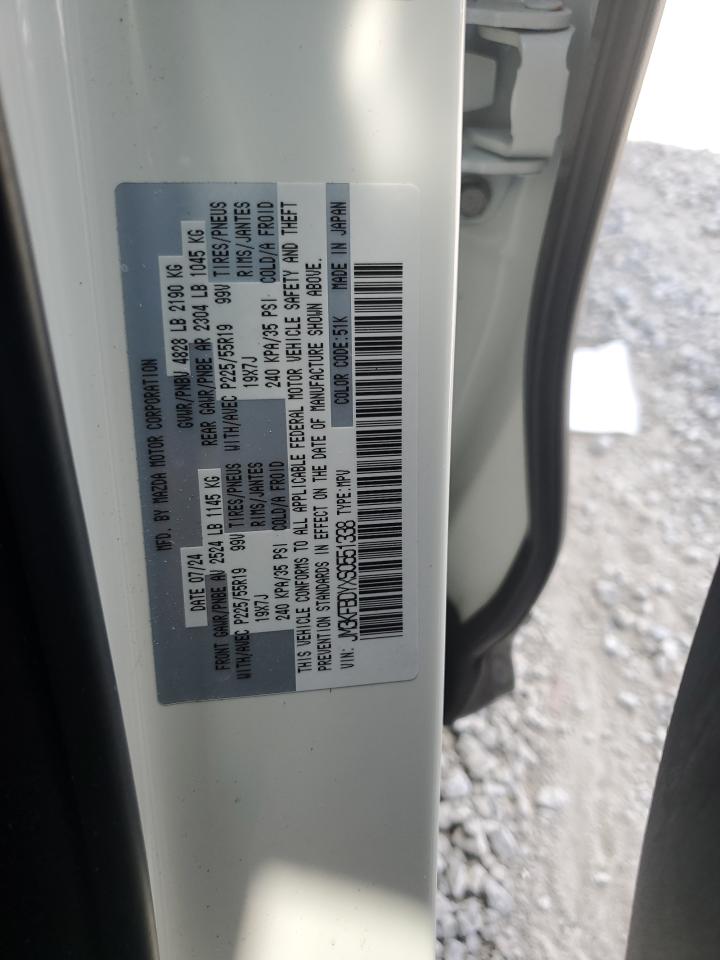 MFD. BY MAZDA MOTOR CORPORATION
DATE 07/24 GVWR/PNBV 4828 LB 2190 KG
FRONT GAWR/PNBE AV 2524 LB 1145 KG REAR GAWR/PNBE AR 2304 LB 1045 KG
WITH/AVEC P225/55R19 99V TIRES/PNEUS WITH/AVEC P225/55R19 99V TIRES/PNEUS
19X7J RIMS/JANTES 19X7J RIMS/JANTES
240 KPA/35 PSI COLD/A FROID 240 KPA/35 PSI COLD/A FROID
THIS VEHICLE CONFORMS TO ALL APPLICABLE FEDERAL MOTOR VEHICLE SAFETY AND THEFT
PREVENTION STANDARDS IN EFFECT ON THE DATE OF MANUFACTURE SHOWN ABOVE.
VIN: JM3KFBDYXS0551338 TYPE:MPV COLOR CODE:51K MADE IN JAPAN